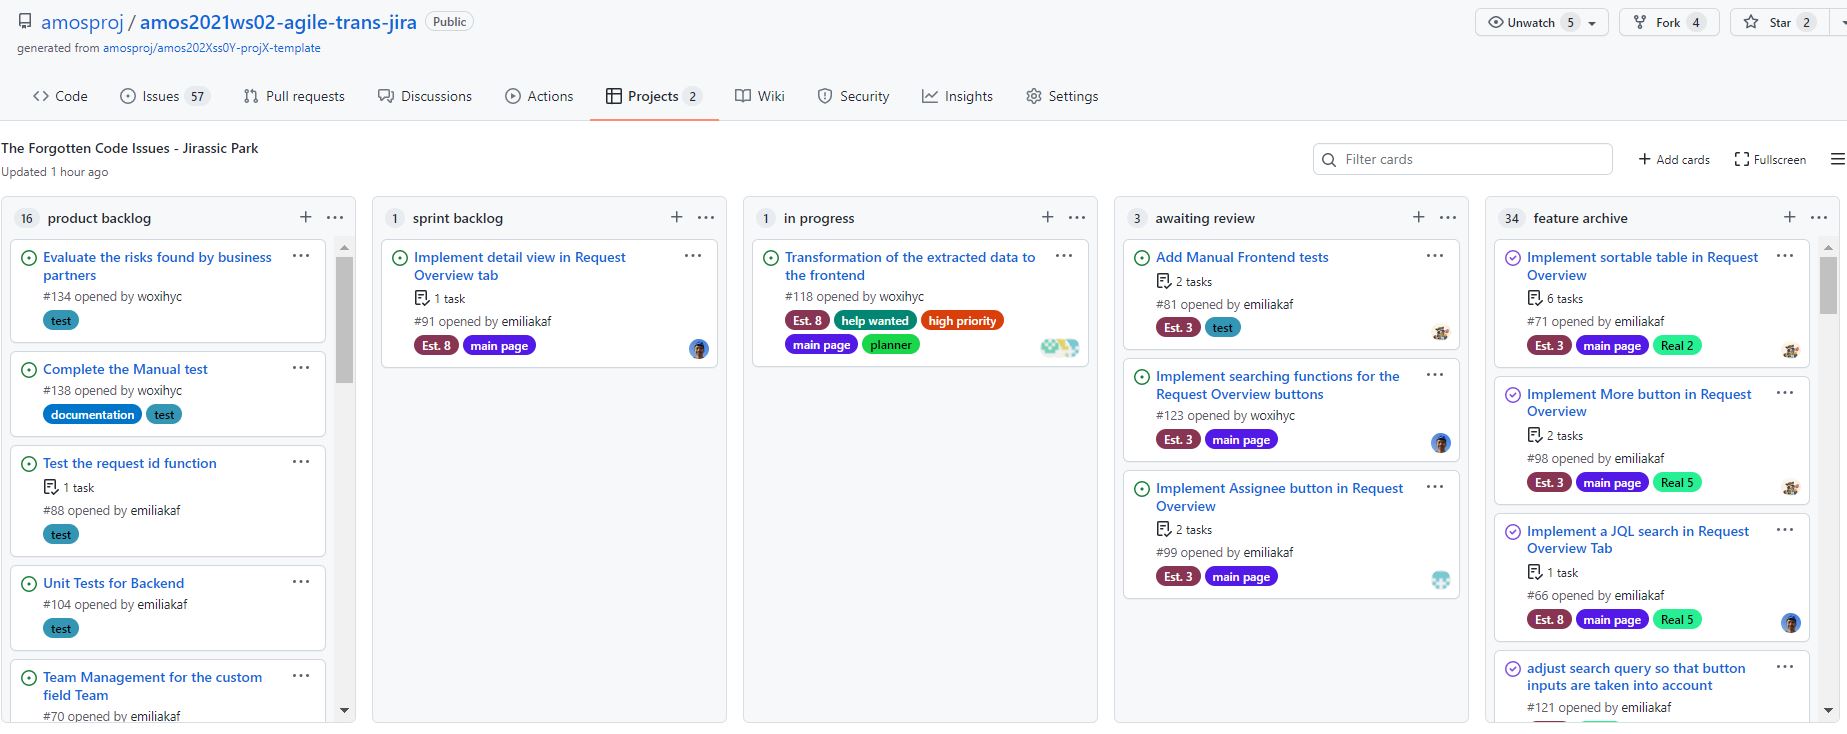 amosproj / amos2021ws02-agile-trans-jira Public
Unwatch 5 Fork 4 Star 2
generated from amosproj/amos202Xss0Y-projX-template
Code Issues 57 Pull requests Discussions Actions Projects 2 Wiki Security Insights Settings
The Forgotten Code Issues - Jirassic Park
Updated 1 hour ago
Filter cards
Add cards Fullscreen
16 product backlog
Evaluate the risks found by business
partners
#134 opened by woxihyc
test
Complete the Manual test
#138 opened by woxihyc
documentation test
Test the request id function
1 task
#88 opened by emiliakaf
test
Unit Tests for Backend
#104 opened by emiliakaf
test
Team Management for the custom
field Team
#70 opened by emiliakaf
1 sprint backlog
Implement detail view in Request
Overview tab
1 task
#91 opened by emiliakaf
Est. 8 main page
1 in progress
Transformation of the extracted data to
the frontend
#118 opened by woxihyc
Est. 8 help wanted high priority
main page planner
3 awaiting review
Add Manual Frontend tests
2 tasks
#81 opened by emiliakaf
Est. 3 test
Implement searching functions for the
Request Overview buttons
#123 opened by woxihyc
Est. 3 main page
Implement Assignee button in Request
Overview
2 tasks
#99 opened by emiliakaf
Est. 3 main page
34 feature archive
Implement sortable table in Request
Overview
6 tasks
#71 opened by emiliakaf
Est. 3 main page Real 2
Implement More button in Request
Overview
2 tasks
#98 opened by emiliakaf
Est. 3 main page Real 5
Implement a JQL search in Request
Overview Tab
1 task
#66 opened by emiliakaf
Est. 8 main page Real 5
adjust search query so that button
inputs are taken into account
#121 opened by emiliakaf